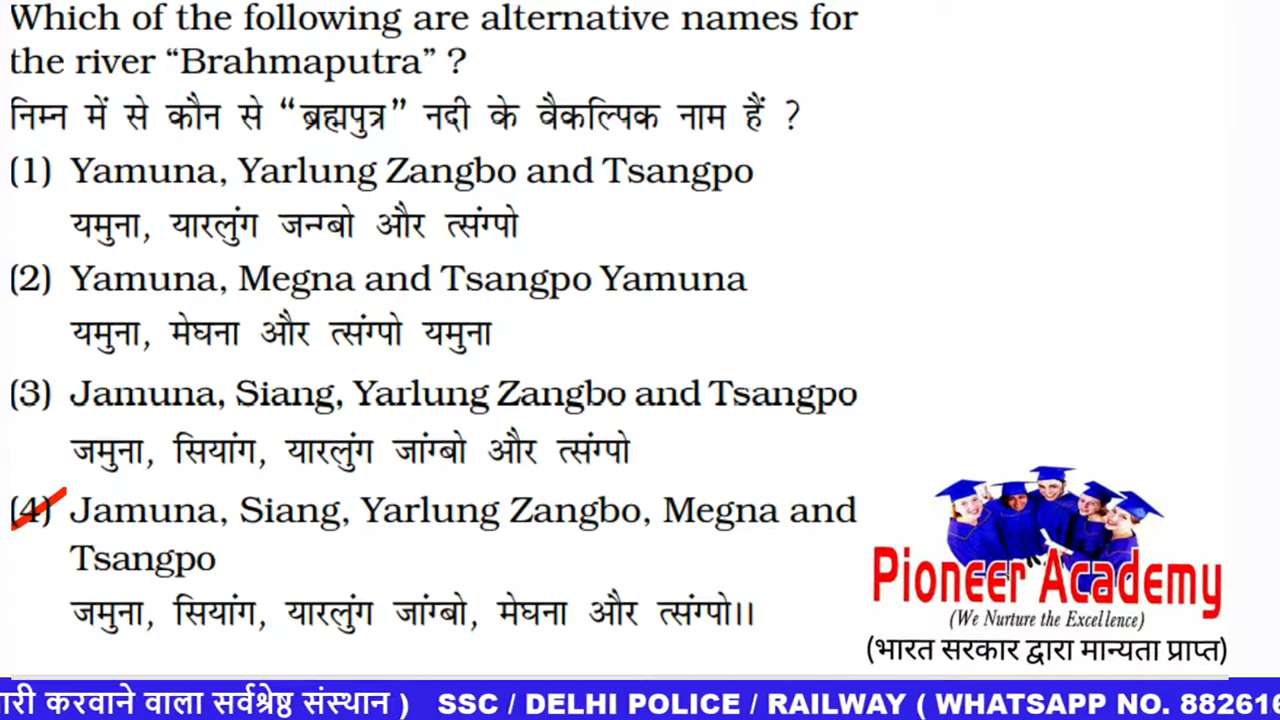 Which of the following are alternative names for
the river “Brahmaputra” ?
निम्न में से कौन से “ब्रह्मपुत्र” नदी के वैकल्पिक नाम हैं ?
(1) Yamuna, Yarlung Zangbo and Tsangpo
यमुना, यारलुंग जन्ग्बो और त्संग्पो
(2) Yamuna, Megna and Tsangpo Yamuna
यमुना, मेघना और त्संग्पो यमुना
(3) Jamuna, Siang, Yarlung Zangbo and Tsangpo
जमुना, सियांग, यारलुंग जांग्बो और त्संग्पो
(4) Jamuna, Siang, Yarlung Zangbo, Megna and
Tsangpo
जमुना, सियांग, यारलुंग जांग्बो, मेघना और त्संग्पो।।
Pioneer Academy
(We Nurture the Excellence)
(भारत सरकार द्वारा मान्यता प्राप्त)
करवाने वाला सर्वश्रेष्ठ संस्थान ) SSC / DELHI POLICE / RAILWAY ( WHATSAPP NO.